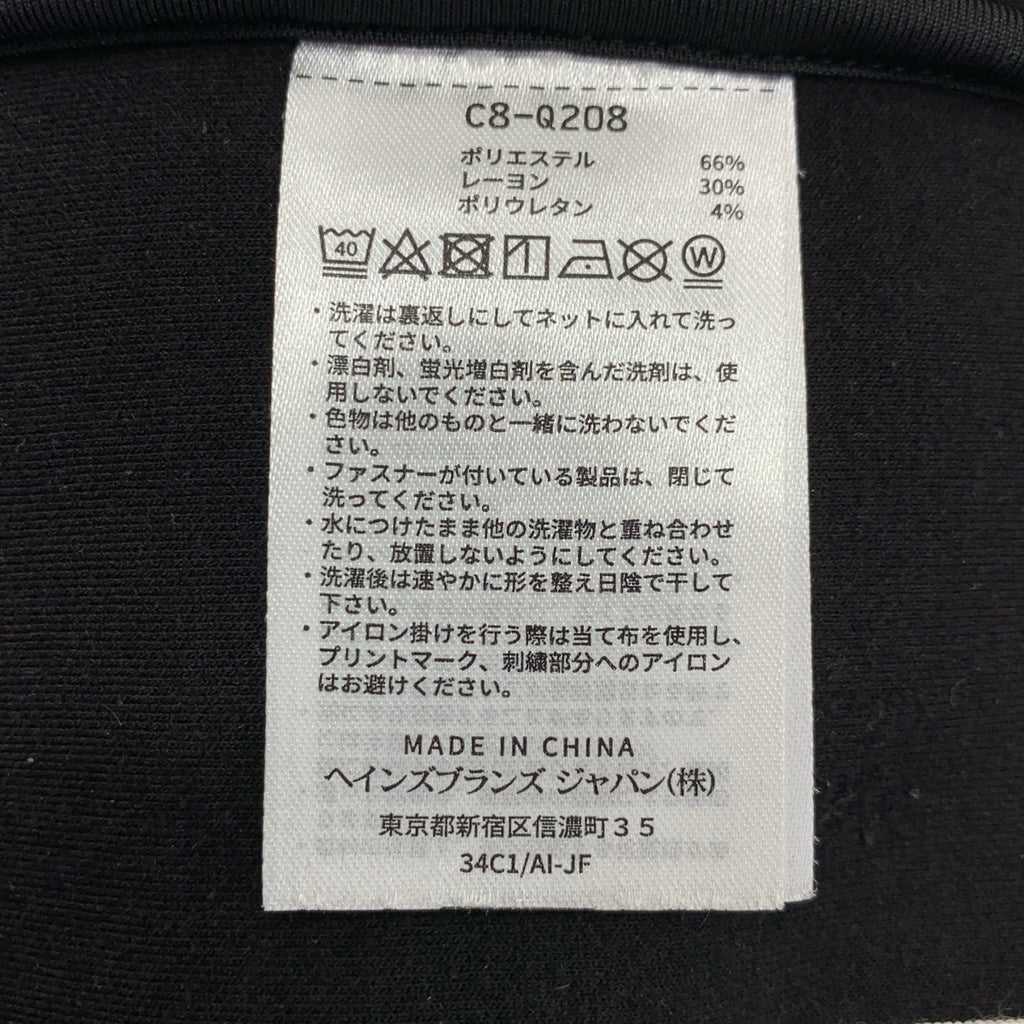 C8-Q208
ポリエステル 66%
レーヨン 30%
ポリウレタン 4%
40
W
・洗濯は裏返しにしてネットに入れて洗っ
てください。
・漂白剤、蛍光増白剤を含んだ洗剤は、使
用しないでください。
・色物は他のものと一緒に洗わないでくだ
さい。
・ファスナーが付いている製品は、閉じて
洗ってください。
・水につけたまま他の洗濯物と重ね合わせ
たり、放置しないようにしてください。
・洗濯後は速やかに形を整え日陰で干して
下さい。
・アイロン掛けを行う際は当て布を使用し、
プリントマーク、刺繍部分へのアイロン
はお避けください。
MADE IN CHINA
ヘインズブランズ ジャパン(株)
東京都新宿区信濃町３５
34C1/AI-JF